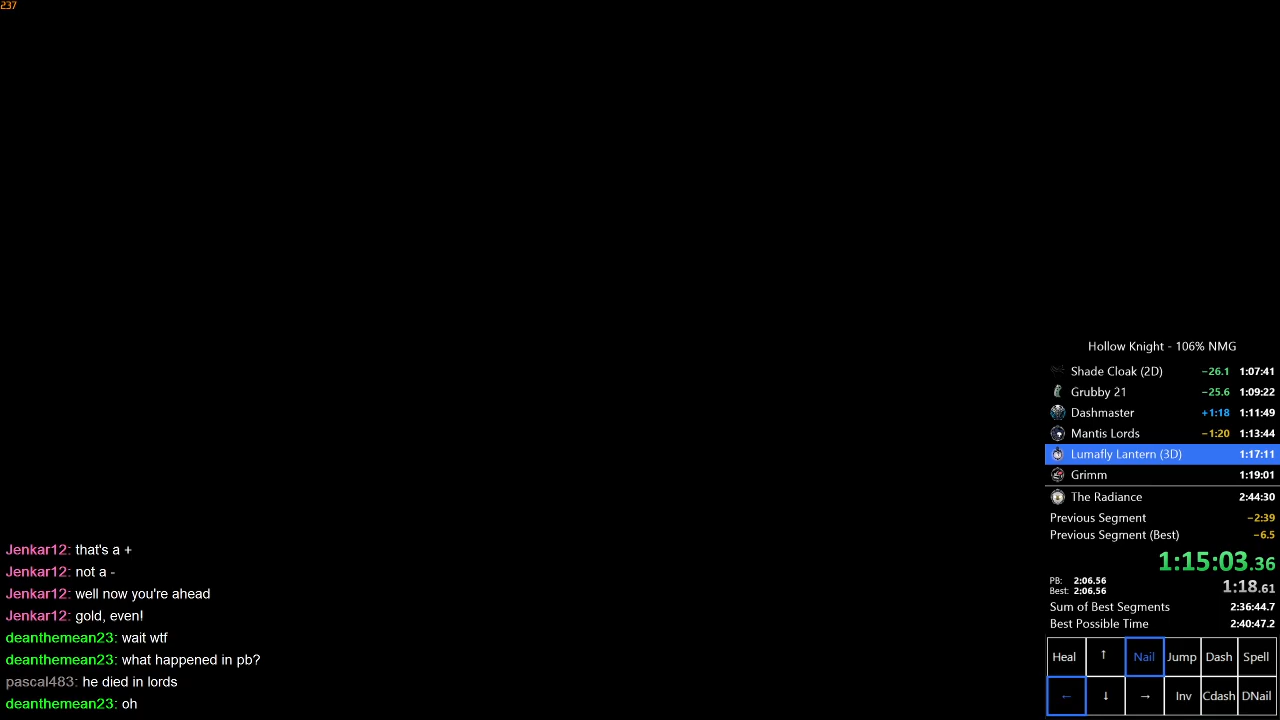 237
Hollow Knight - 106% NMG
Shade Cloak (2D) −26.1 1:07:41
Grubby 21 −25.6 1:09:22
Dashmaster +1:18 1:11:49
Mantis Lords −1:20 1:13:44
Lumafly Lantern (3D) 1:17:11
Grimm 1:19:01
The Radiance 2:44:30
Previous Segment −2:39
Previous Segment (Best) −6.5
1:15:03.36
PB: 2:06.56
Best: 2:06.56
1:18.61
Sum of Best Segments 2:36:44.7
Best Possible Time 2:40:47.2
Heal ↑ Nail Jump Dash Spell
← ↓ → Inv Cdash DNail
Jenkar12: that's a +
Jenkar12: not a -
Jenkar12: well now you're ahead
Jenkar12: gold, even!
deanthemean23: wait wtf
deanthemean23: what happened in pb?
pascal483: he died in lords
deanthemean23: oh